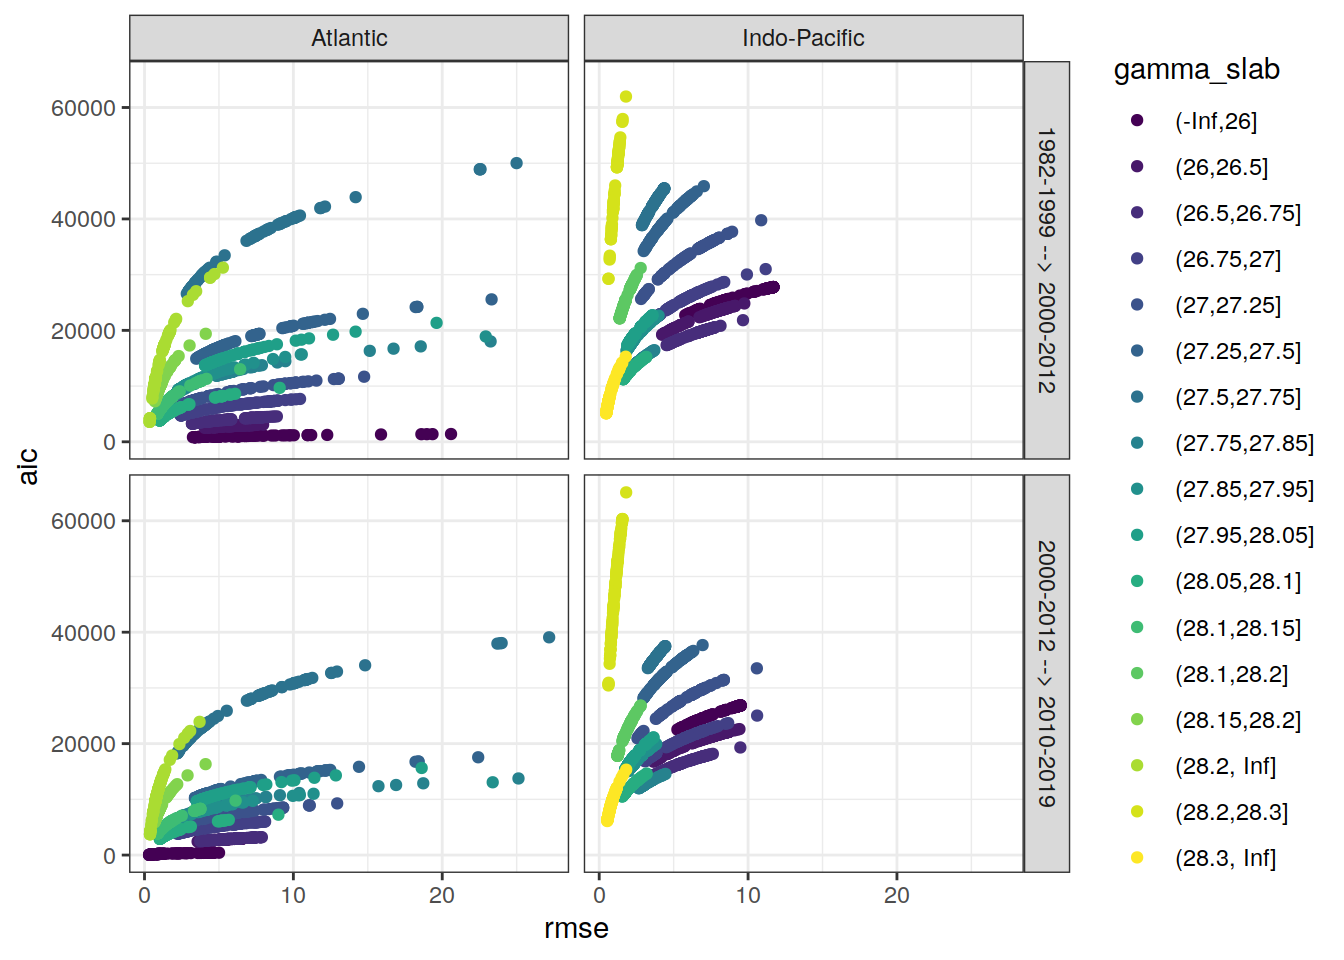 Atlantic
Indo-Pacific
gamma_slab
60000
40000
20000
0
1982-1999 --> 2000-2012
60000
40000
20000
0
2000-2012 --> 2010-2019
aic
0
10
20
0
10
20
rmse
(-Inf,26]
(26,26.5]
(26.5,26.75]
(26.75,27]
(27,27.25]
(27.25,27.5]
(27.5,27.75]
(27.75,27.85]
(27.85,27.95]
(27.95,28.05]
(28.05,28.1]
(28.1,28.15]
(28.1,28.2]
(28.15,28.2]
(28.2, Inf]
(28.2,28.3]
(28.3, Inf]